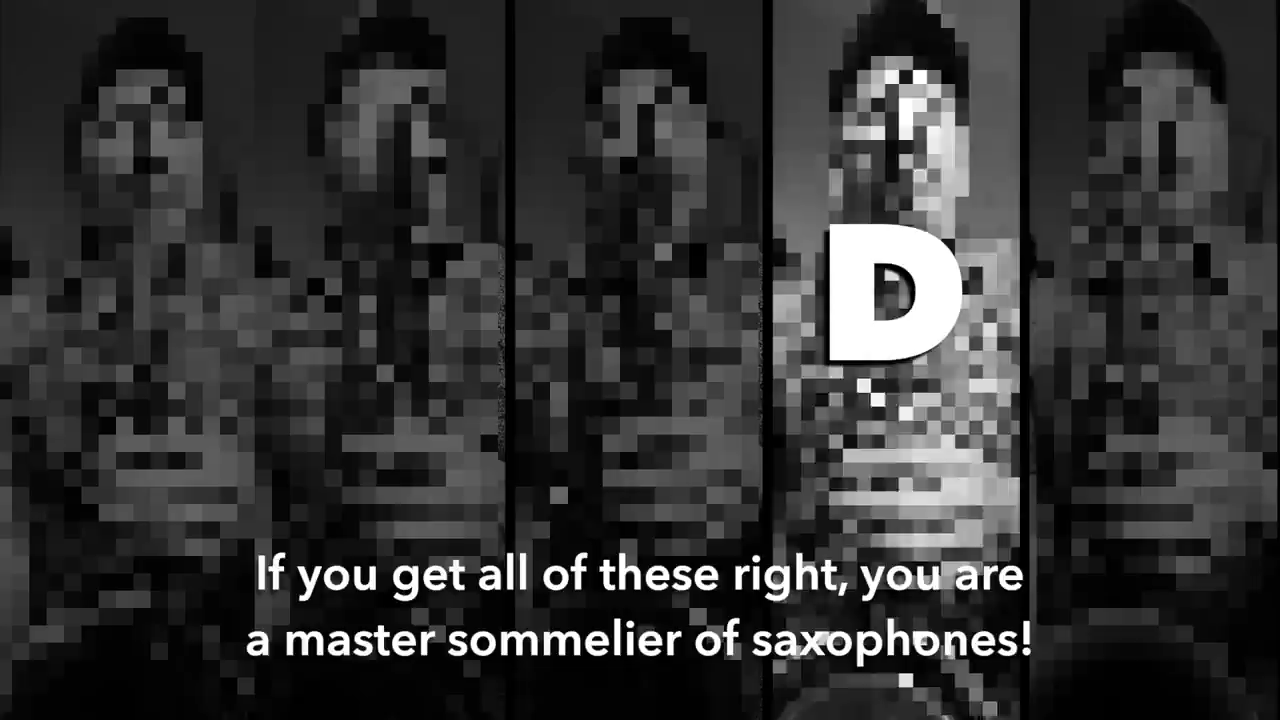 D
If you get all of these right, you are
a master sommelier of saxophones!